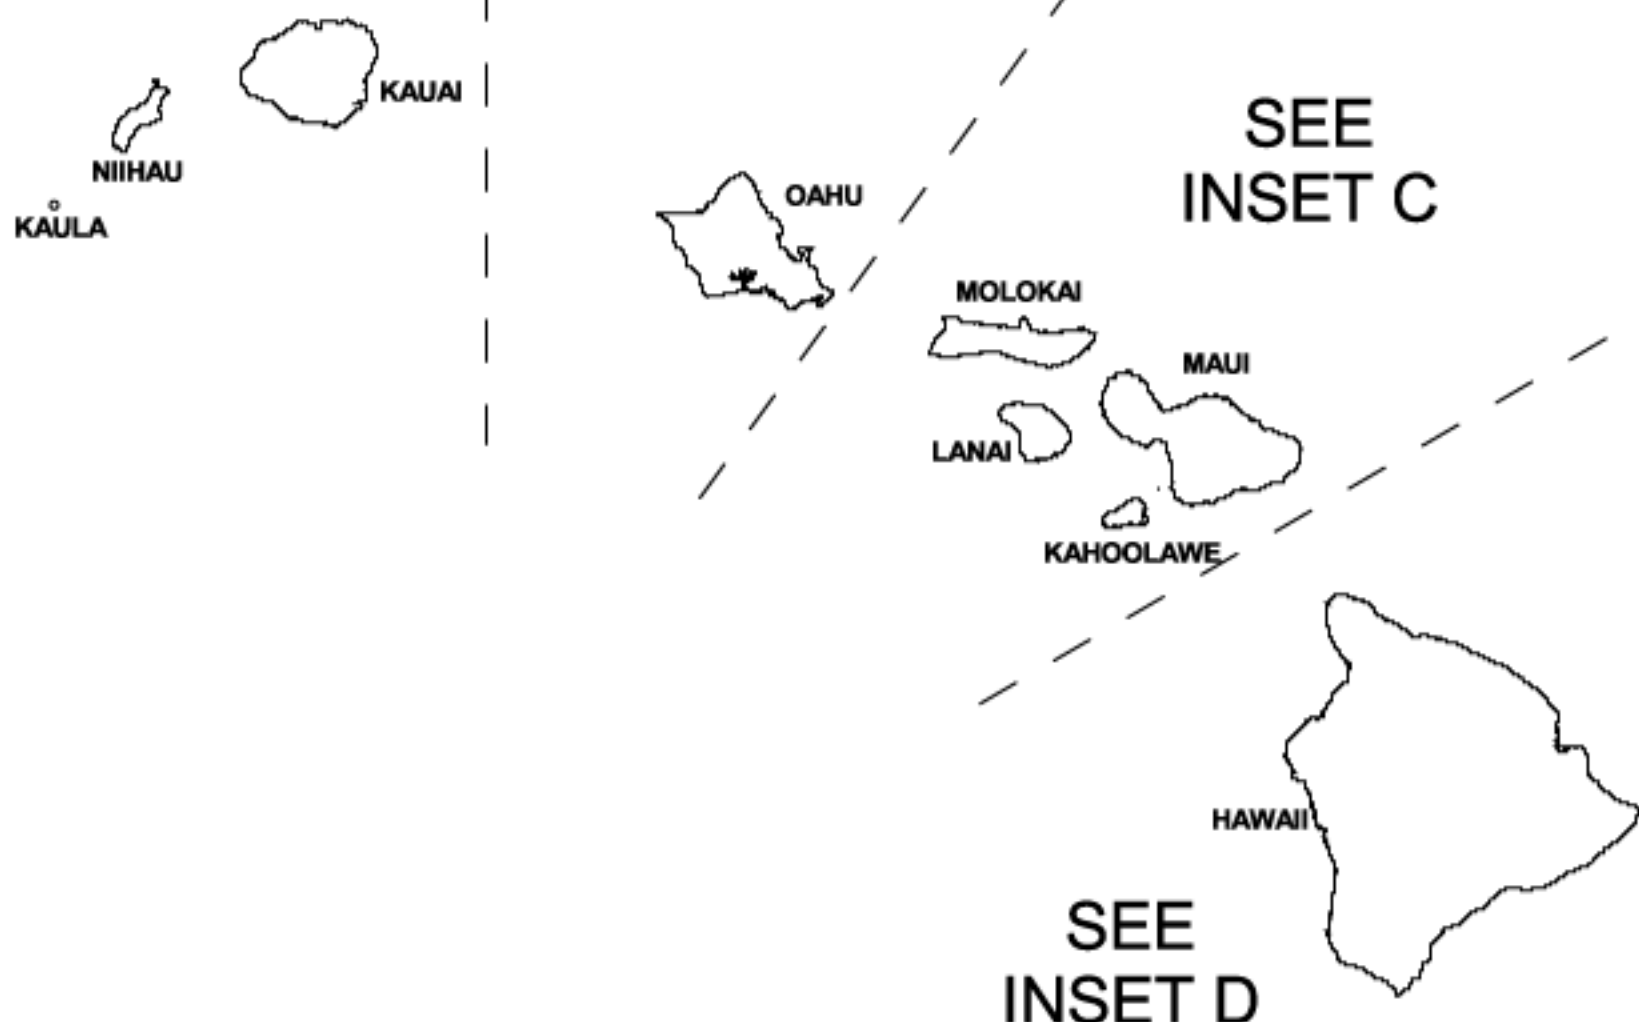 KAUAI
NIIHAU
KAULA
OAHU
SEE
INSET C
MOLOKAI
MAUI
LANAI
KAHOOLAWE
HAWAII
SEE
INSET D